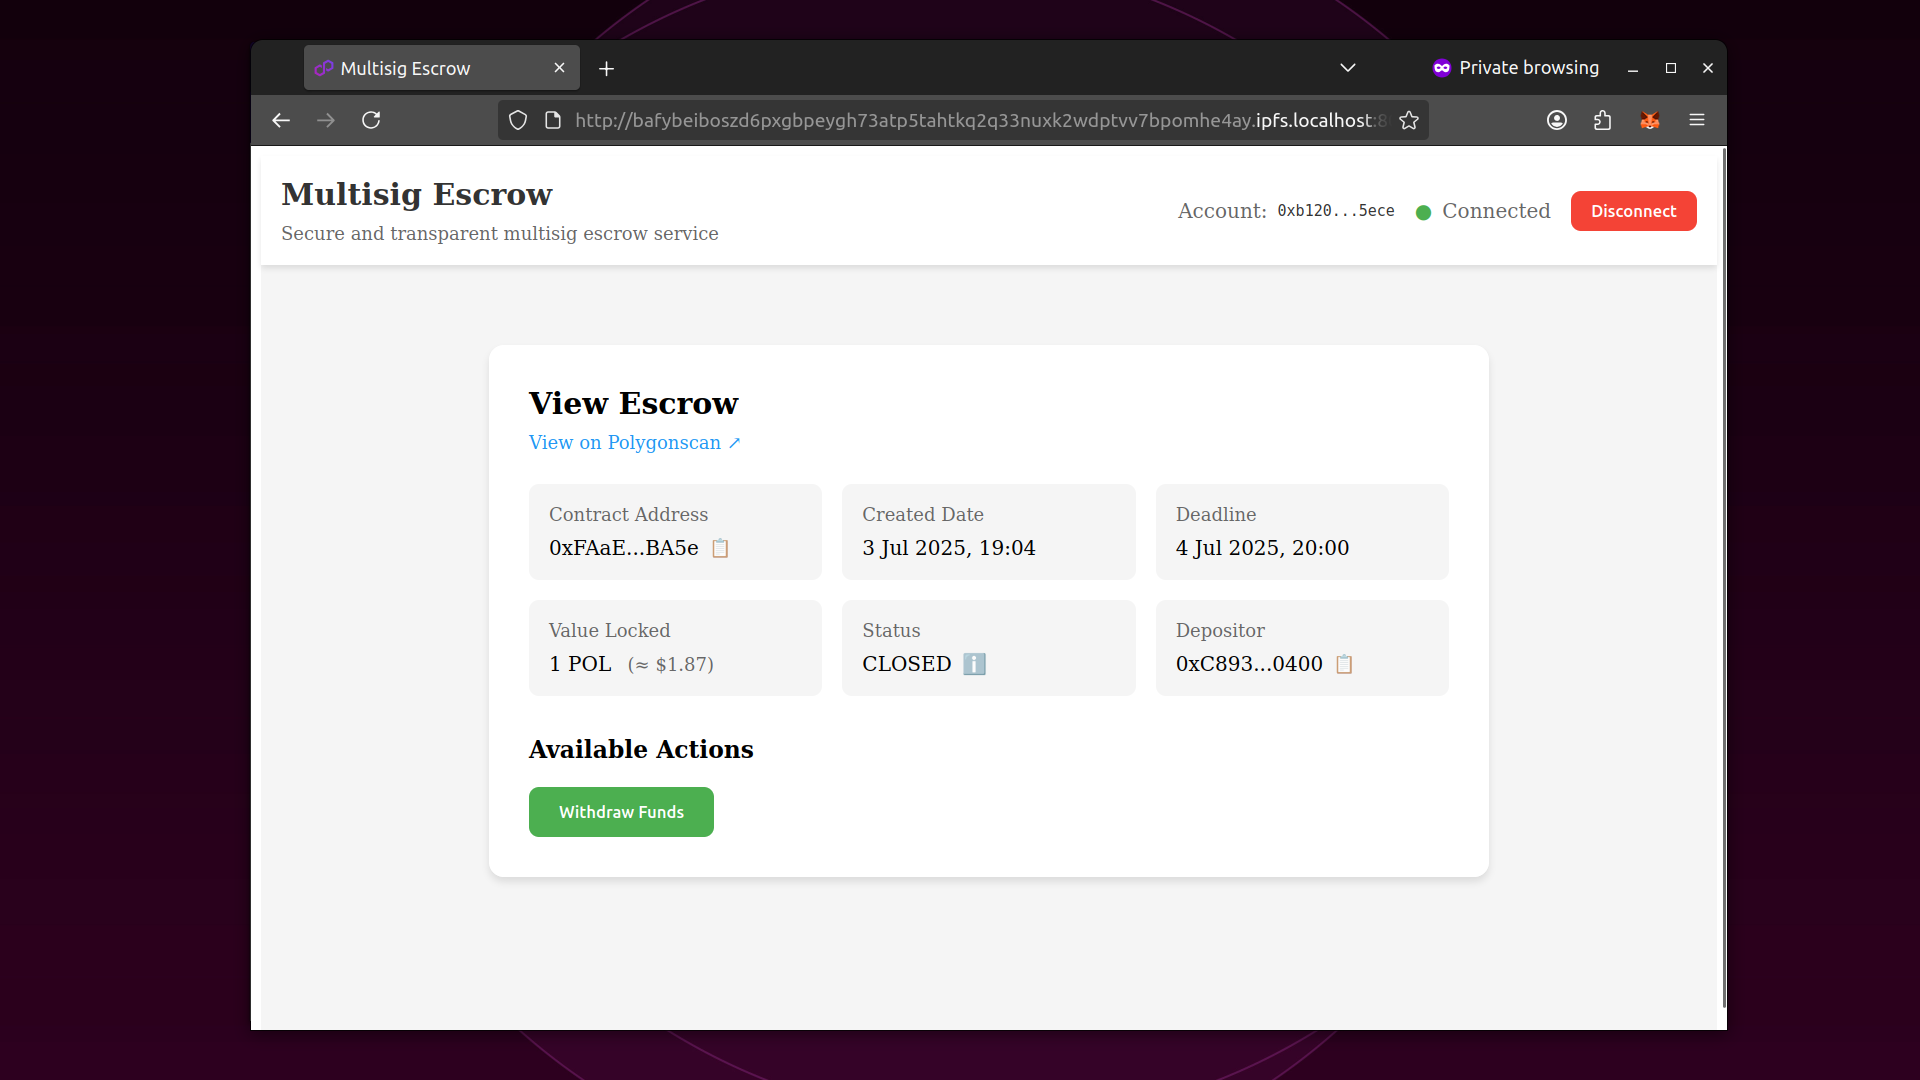 Multisig Escrow
Private browsing
http://bafybeiboszd6pxgbpeygh73atp5tahtkq2q33nuxk2wdptvv7bpomhe4ay.ipfs.localhost:8
Multisig Escrow
Secure and transparent multisig escrow service
Account: 0xb120...5ece
Connected
Disconnect
View Escrow
View on Polygonscan ↗
Contract Address
0xFAaE...BA5e
Created Date
3 Jul 2025, 19:04
Deadline
4 Jul 2025, 20:00
Value Locked
1 POL (≈ $1.87)
Status
CLOSED ℹ️
Depositor
0xC893...0400
Available Actions
Withdraw Funds